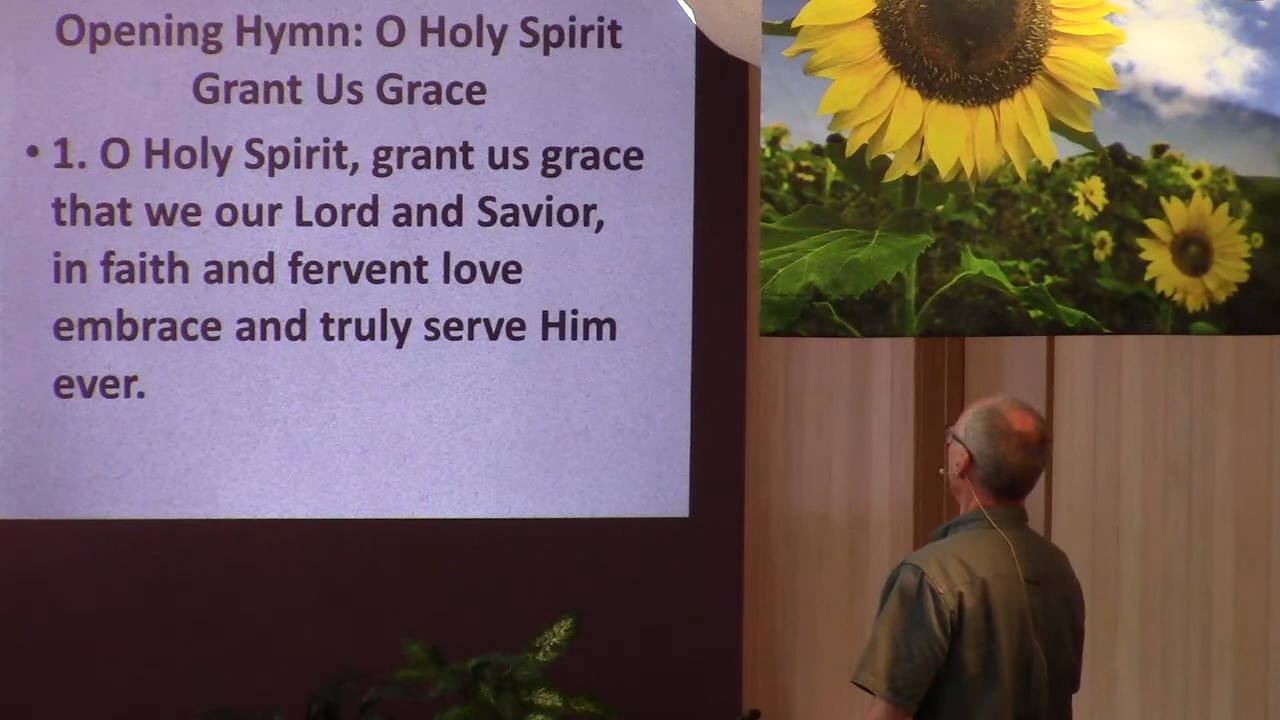 Opening Hymn: O Holy Spirit
Grant Us Grace
• 1. O Holy Spirit, grant us grace
that we our Lord and Savior,
in faith and fervent love
embrace and truly serve Him
ever.